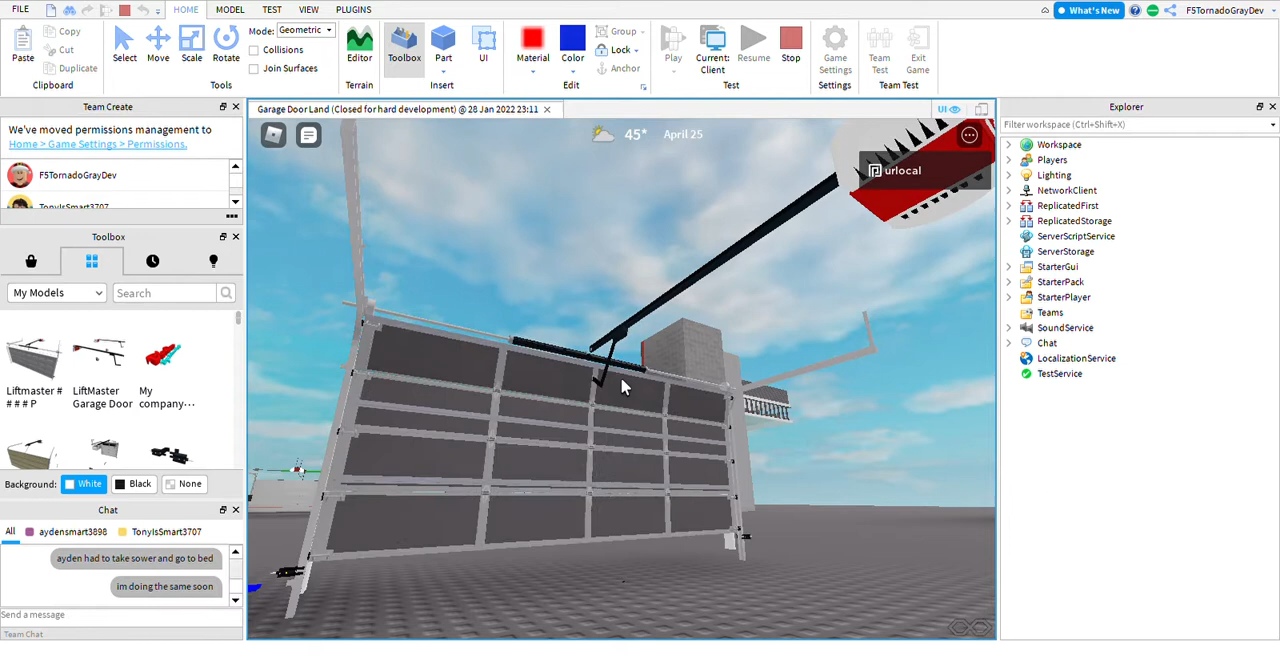 FILE HOME MODEL TEST VIEW PLUGINS What's New F5TornadoGrayDev
Paste Copy Cut Duplicate Select Move Scale Rotate Mode: Geometric Collisions Join Surfaces Editor Toolbox Part UI Material Color Group Lock Anchor Play Current: Client Resume Stop Game Settings Team Test Exit Game
Clipboard Tools Terrain Insert Edit Test Settings Team Test
Team Create
We've moved permissions management to
Home > Game Settings > Permissions.
F5TornadoGrayDev
TonyIsSmart3707
Toolbox
My Models Search
Liftmaster # # # # P
LiftMaster Garage Door
My company···
Background: White Black None
Chat
All aydensmart3898 TonyIsSmart3707
ayden had to take sower and go to bed
im doing the same soon
Send a message
Team Chat
Garage Door Land (Closed for hard development) @ 28 Jan 2022 23:11 UI
45* April 25
urlocal
Explorer
Filter workspace (Ctrl+Shift+X)
Workspace
Players
Lighting
NetworkClient
ReplicatedFirst
ReplicatedStorage
ServerScriptService
ServerStorage
StarterGui
StarterPack
StarterPlayer
Teams
SoundService
Chat
LocalizationService
TestService